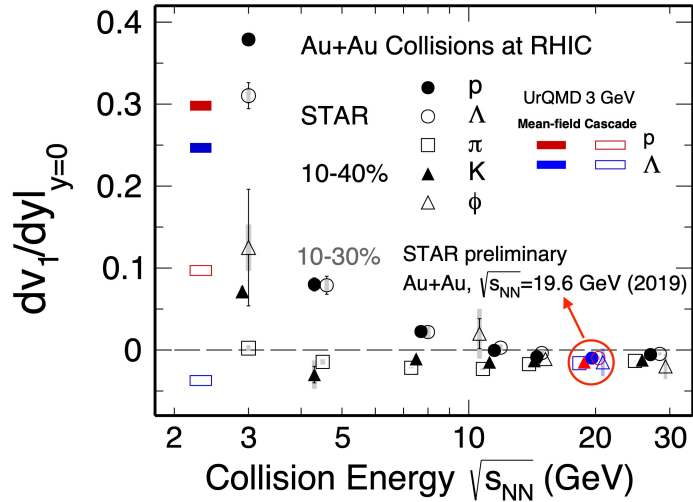 0.4
0.3
0.2
0.1
0
dv₁/dy|y=0
Au+Au Collisions at RHIC
STAR
10-40%
p
Λ
π
K
ϕ
UrQMD 3 GeV
Mean-field Cascade
p
Λ
10-30%
STAR preliminary
Au+Au, √sNN=19.6 GeV (2019)
2 3 5 10 20 30
Collision Energy √sNN (GeV)